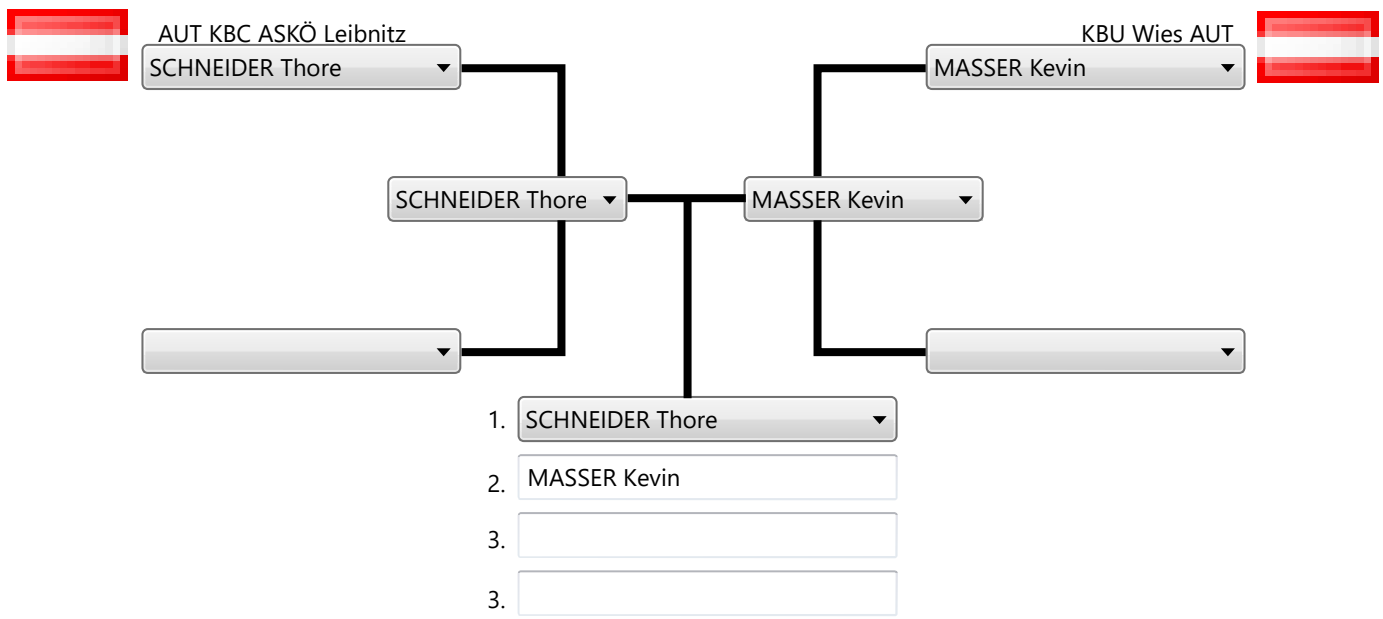 AUT KBC ASKÖ Leibnitz
KBU Wies AUT
SCHNEIDER Thore
MASSER Kevin
SCHNEIDER Thore
MASSER Kevin
1. SCHNEIDER Thore
2. MASSER Kevin
3.
3.